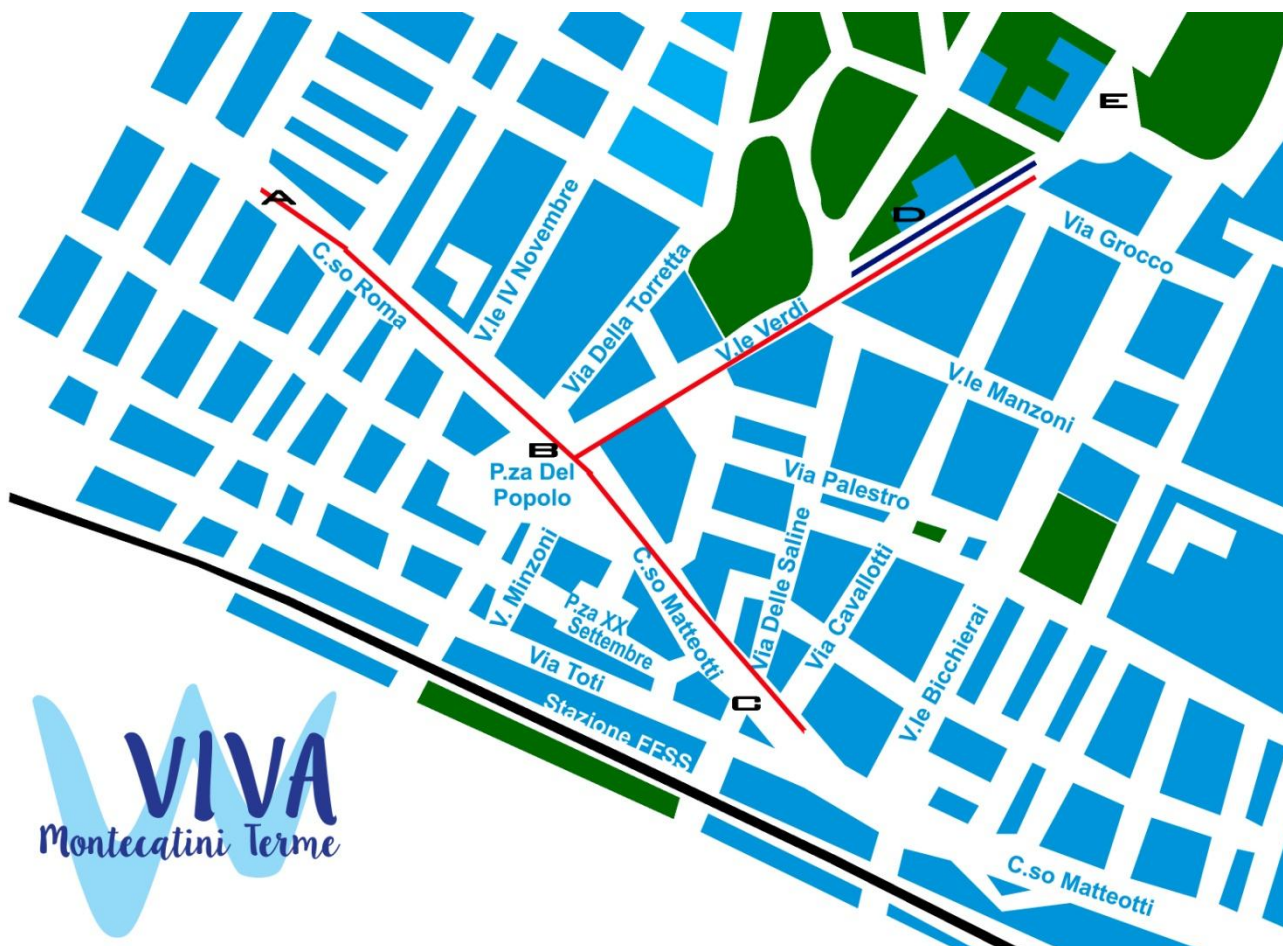 E
A
D
Via Grocco
C.so Roma
V.le IV Novembre
Via Della Torretta
V.le Verdi
V.le Manzoni
B
P.za Del
Popolo
Via Palestro
V. Minzoni
P.za XX
Settembre
C.so Matteotti
Via Delle Saline
Via Cavallotti
V.le Bicchierai
Via Toti
Stazione FFSS
C
VIVA
Montecatini Terme
C.so Matteotti